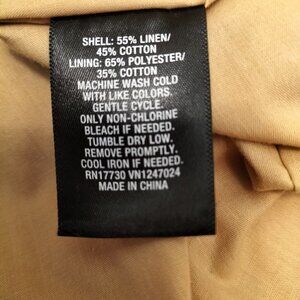 SHELL: 55% LINEN/
45% COTTON
LINING: 65% POLYESTER/
35% COTTON
MACHINE WASH COLD
WITH LIKE COLORS.
GENTLE CYCLE.
ONLY NON-CHLORINE
BLEACH IF NEEDED.
TUMBLE DRY LOW.
REMOVE PROMPTLY.
COOL IRON IF NEEDED.
RN17730 VN1247024
MADE IN CHINA